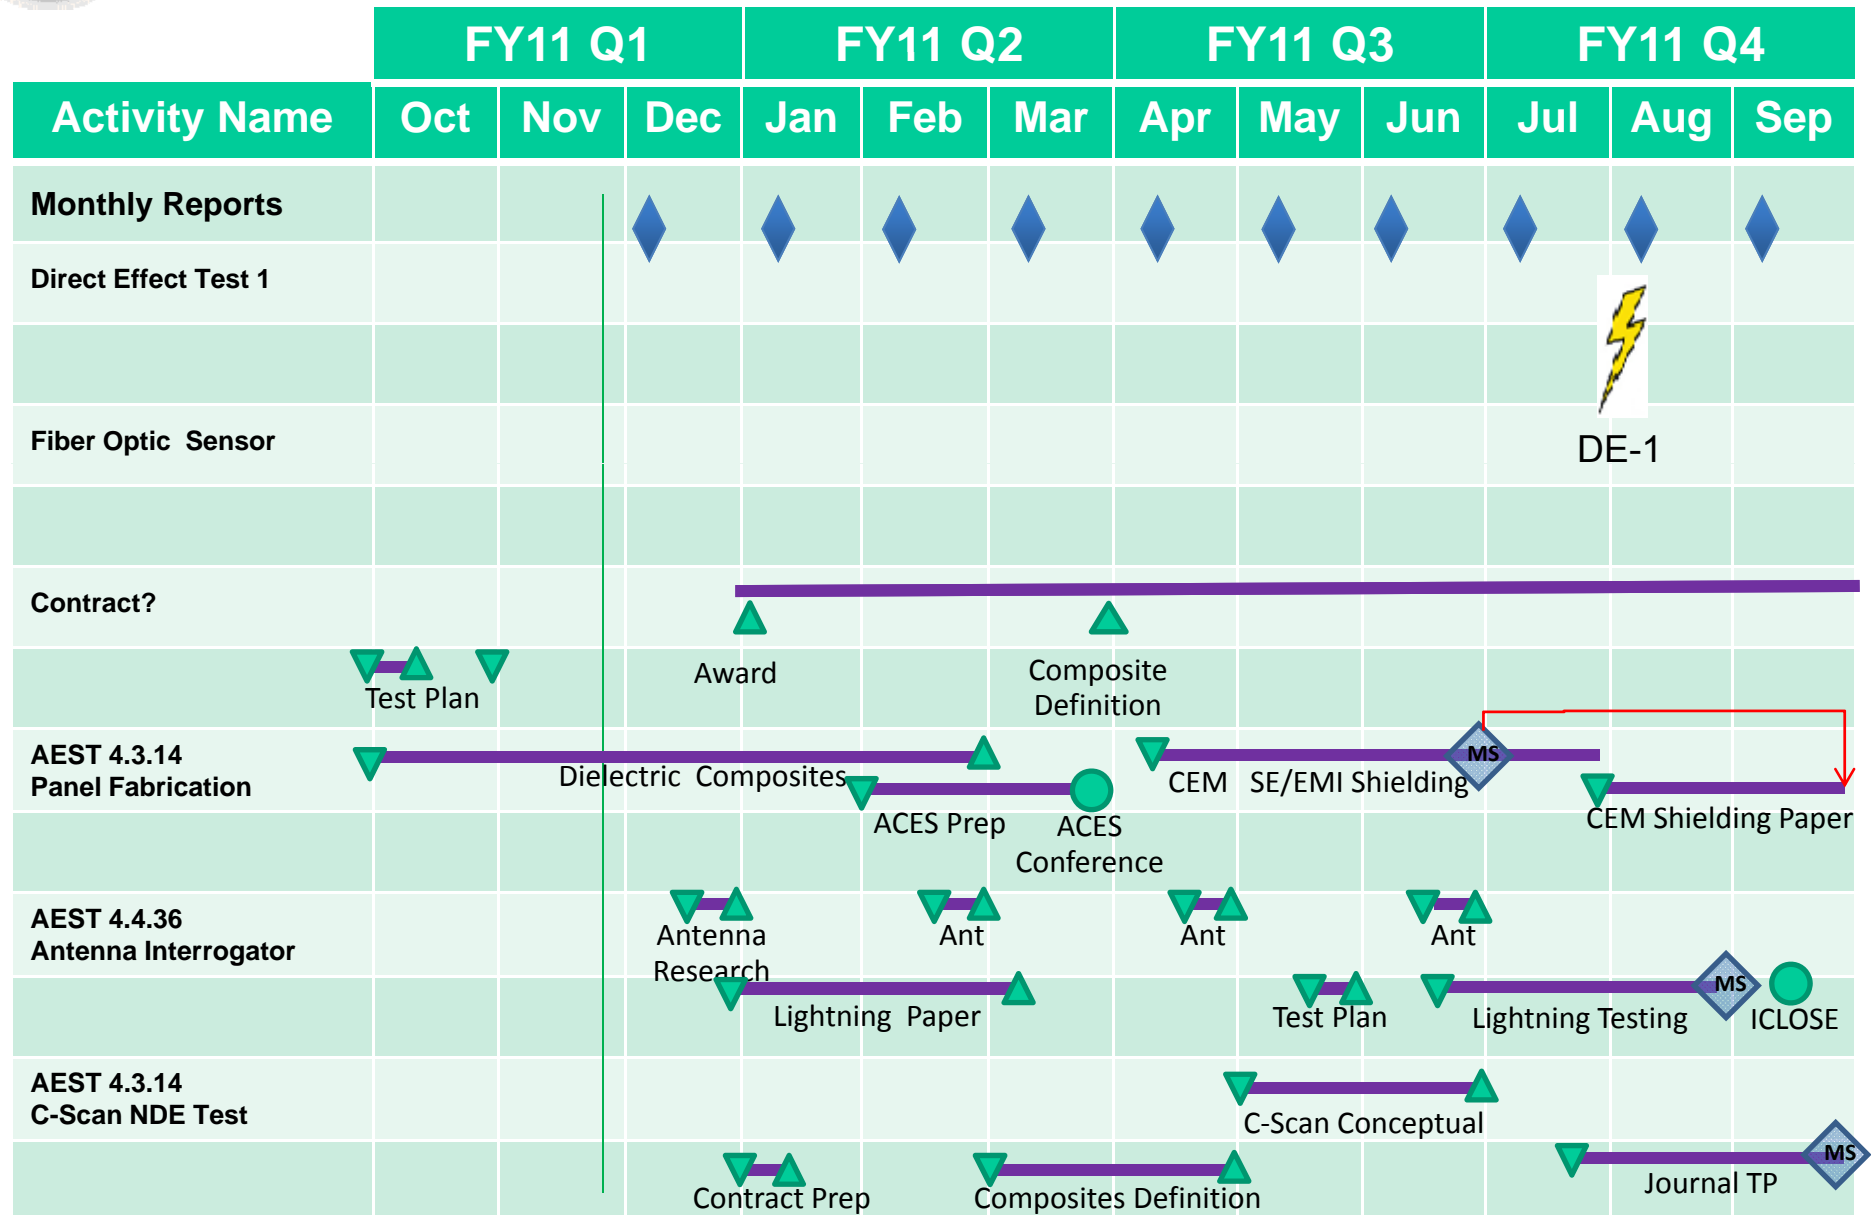 FY11 Q1 FY11 Q2 FY11 Q3 FY11 Q4
Activity Name Oct Nov Dec Jan Feb Mar Apr May Jun Jul Aug Sep
Monthly Reports
Direct Effect Test 1
Fiber Optic Sensor
DE-1
Contract?
Award
Composite
Definition
Test Plan
AEST 4.3.14
Panel Fabrication
Dielectric Composites
CEM SE/EMI Shielding
MS
ACES Prep
ACES
Conference
CEM Shielding Paper
AEST 4.4.36
Antenna Interrogator
Antenna
Research
Ant
Ant
Ant
Lightning Paper
Test Plan
Lightning Testing
MS
ICLOSE
AEST 4.3.14
C-Scan NDE Test
C-Scan Conceptual
Contract Prep
Composites Definition
Journal TP
MS